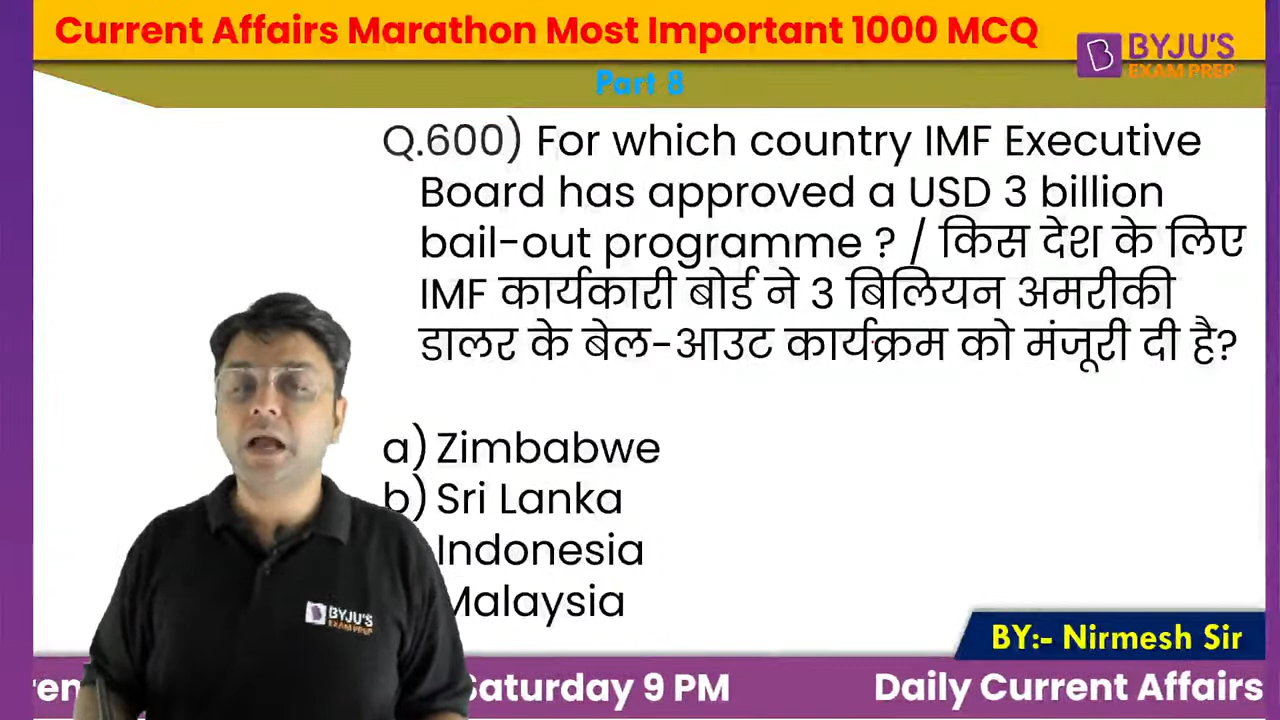 Current Affairs Marathon Most Important 1000 MCQ
BYJU'S
EXAM PREP
Part 8
Q.600) For which country IMF Executive
Board has approved a USD 3 billion
bail-out programme ? / किस देश के लिए
IMF कार्यकारी बोर्ड ने 3 बिलियन अमरीकी
डालर के बेल-आउट कार्यक्रम को मंजूरी दी है?
a) Zimbabwe
b) Sri Lanka
Indonesia
Malaysia
BYJU'S
EXAM PREP
BY:- Nirmesh Sir
Saturday 9 PM
Daily Current Affairs